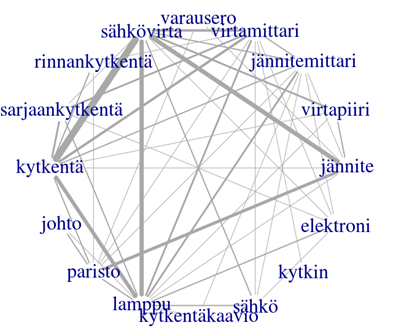 varausero
sähkövirta
virtamittari
rinnankytkentä
jännitemittari
sarjaankytkentä
virtapiiri
kytkentä
jännite
johto
elektroni
paristo
kytkin
lamppu
sähkö
kytkentäkaavio